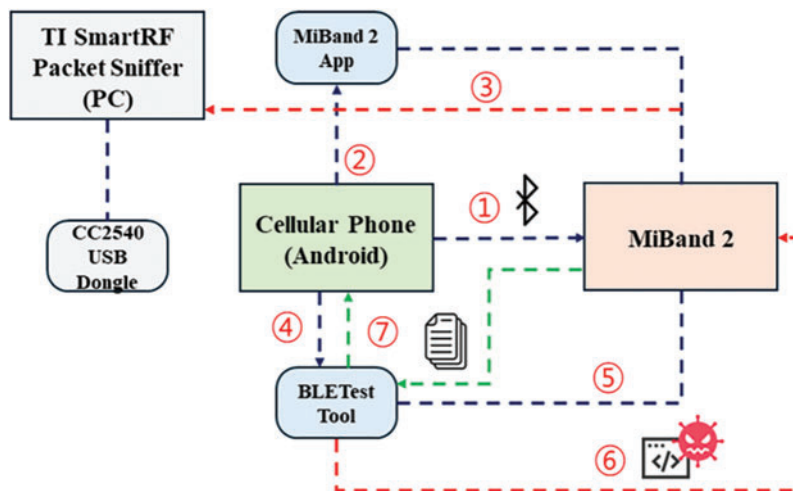 TI SmartRF
Packet Sniffer
(PC)
MiBand 2
App
③
②
①
CC2540
USB
Dongle
Cellular Phone
(Android)
MiBand 2
④
⑦
⑤
BLETest
Tool
⑥
</>